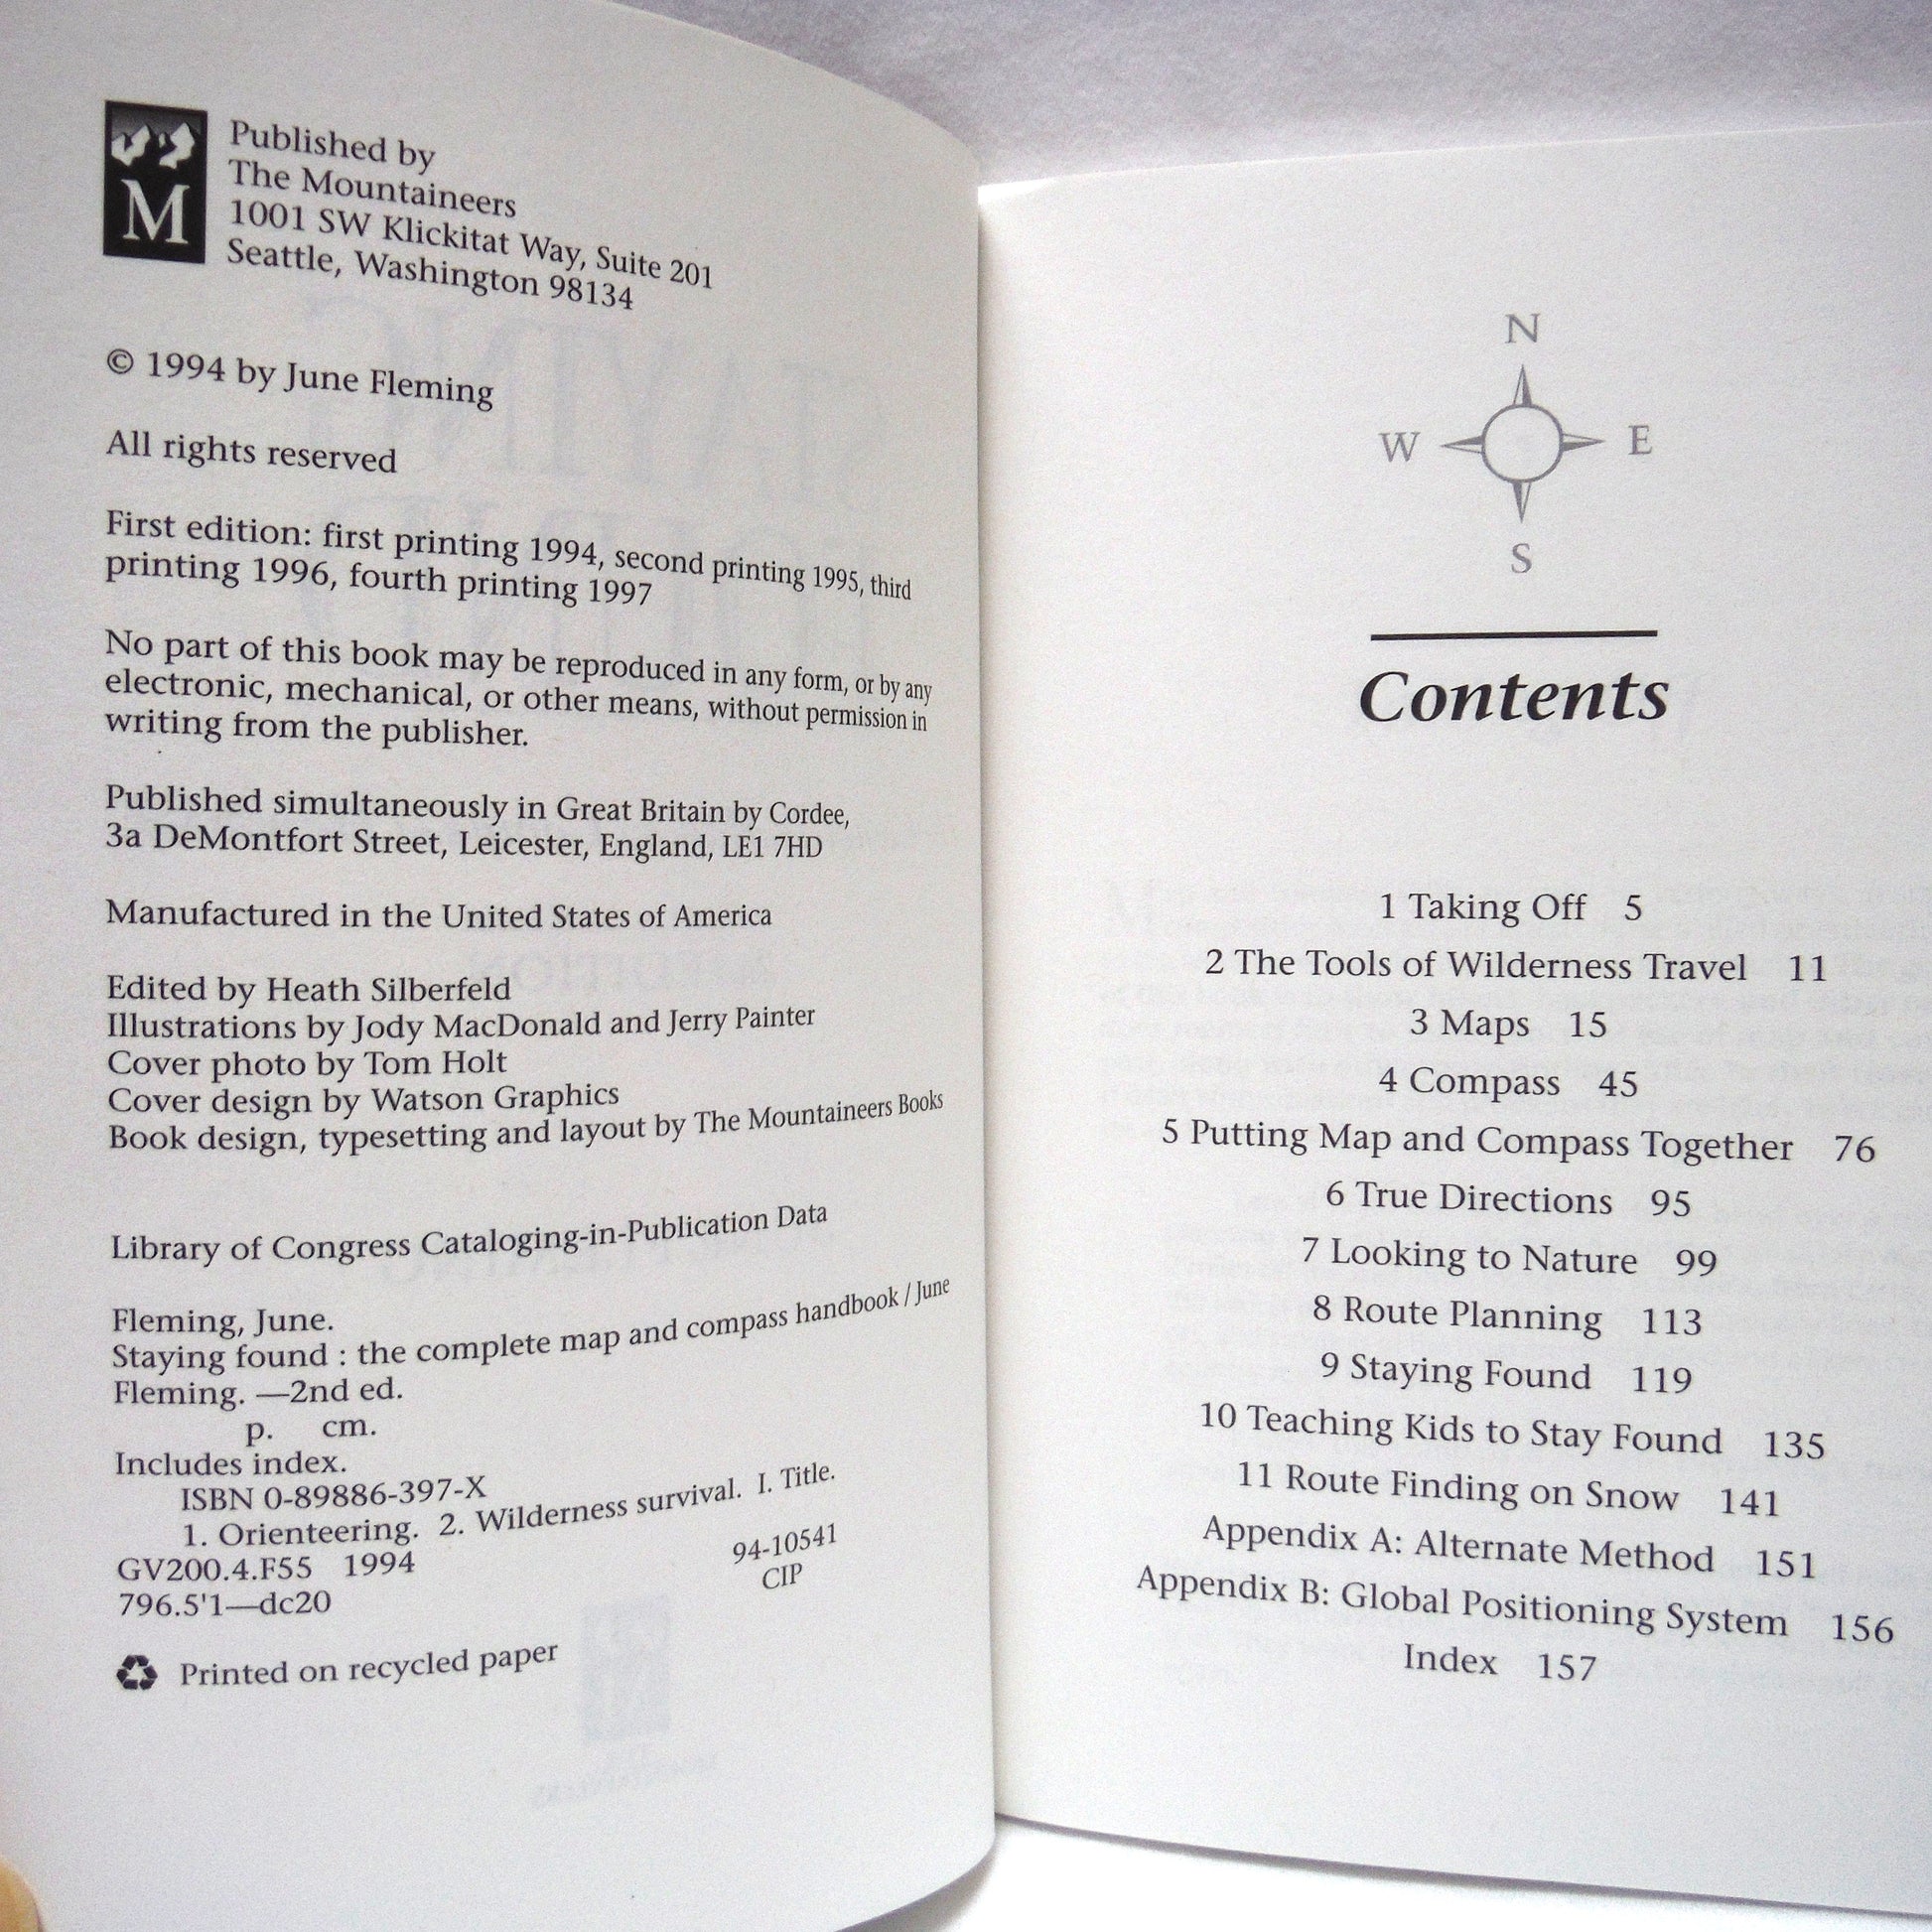 M
Published by
The Mountaineers
1001 SW Klickitat Way, Suite 201
Seattle, Washington 98134
© 1994 by June Fleming
All rights reserved
First edition: first printing 1994, second printing 1995, third
printing 1996, fourth printing 1997
No part of this book may be reproduced in any form, or by any
electronic, mechanical, or other means, without permission in
writing from the publisher.
Published simultaneously in Great Britain by Cordee,
3a DeMontfort Street, Leicester, England, LE1 7HD
Manufactured in the United States of America
Edited by Heath Silberfeld
Illustrations by Jody MacDonald and Jerry Painter
Cover photo by Tom Holt
Cover design by Watson Graphics
Book design, typesetting and layout by The Mountaineers Books
Library of Congress Cataloging-in-Publication Data
Fleming, June.
Staying found : the complete map and compass handbook / June
Fleming. —2nd ed.
p. cm.
Includes index.
ISBN 0-89886-397-X
1. Orienteering. 2. Wilderness survival. I. Title.
GV200.4.F55 1994 94-10541
796.5'1—dc20 CIP
Printed on recycled paper
N
W E
S
Contents
1 Taking Off 5
2 The Tools of Wilderness Travel 11
3 Maps 15
4 Compass 45
5 Putting Map and Compass Together 76
6 True Directions 95
7 Looking to Nature 99
8 Route Planning 113
9 Staying Found 119
10 Teaching Kids to Stay Found 135
11 Route Finding on Snow 141
Appendix A: Alternate Method 151
Appendix B: Global Positioning System 156
Index 157